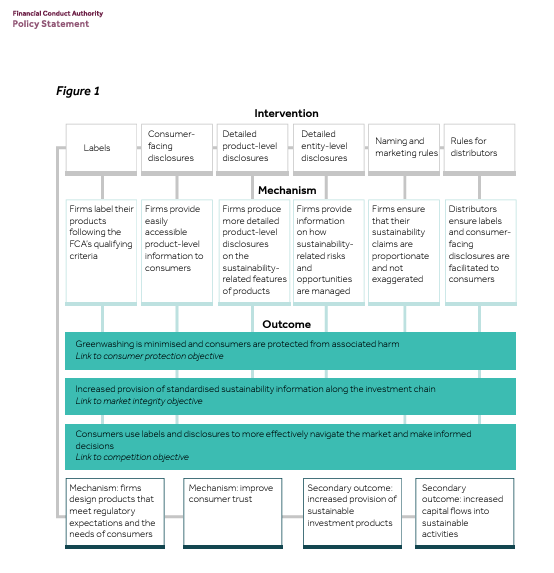 Financial Conduct Authority
Policy Statement
Figure 1
Intervention
Labels
Consumer-
facing
disclosures
Detailed
product-level
disclosures
Detailed
entity-level
disclosures
Naming and
marketing rules
Rules for
distributors
Mechanism
Firms label their
products
following the
FCA's qualifying
criteria
Firms provide
easily
accessible
product-level
information to
consumers
Firms produce
more detailed
product-level
disclosures
on the
sustainability-
related features
of products
Firms provide
information
on how
sustainability-
related risks
and
opportunities
are managed
Firms ensure
that their
sustainability
claims are
proportionate
and not
exaggerated
Distributors
ensure labels
and consumer-
facing
disclosures are
facilitated to
consumers
Outcome
Greenwashing is minimised and consumers are protected from associated harm
Link to consumer protection objective
Increased provision of standardised sustainability information along the investment chain
Link to market integrity objective
Consumers use labels and disclosures to more effectively navigate the market and make informed
decisions
Link to competition objective
Mechanism: firms
design products that
meet regulatory
expectations and the
needs of consumers
Mechanism: improve
consumer trust
Secondary outcome:
increased provision of
sustainable
investment products
Secondary
outcome: increased
capital flows into
sustainable
activities